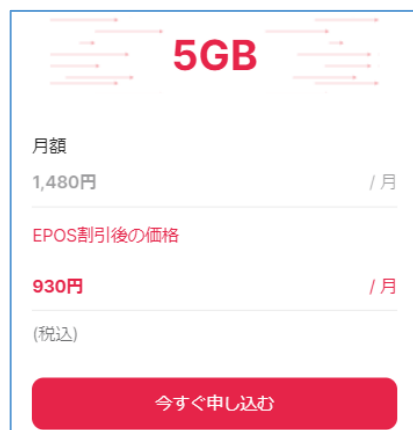 5GB
月額
1,480円 / 月
EPOS割引後の価格
930円 / 月
(税込)
今すぐ申し込む